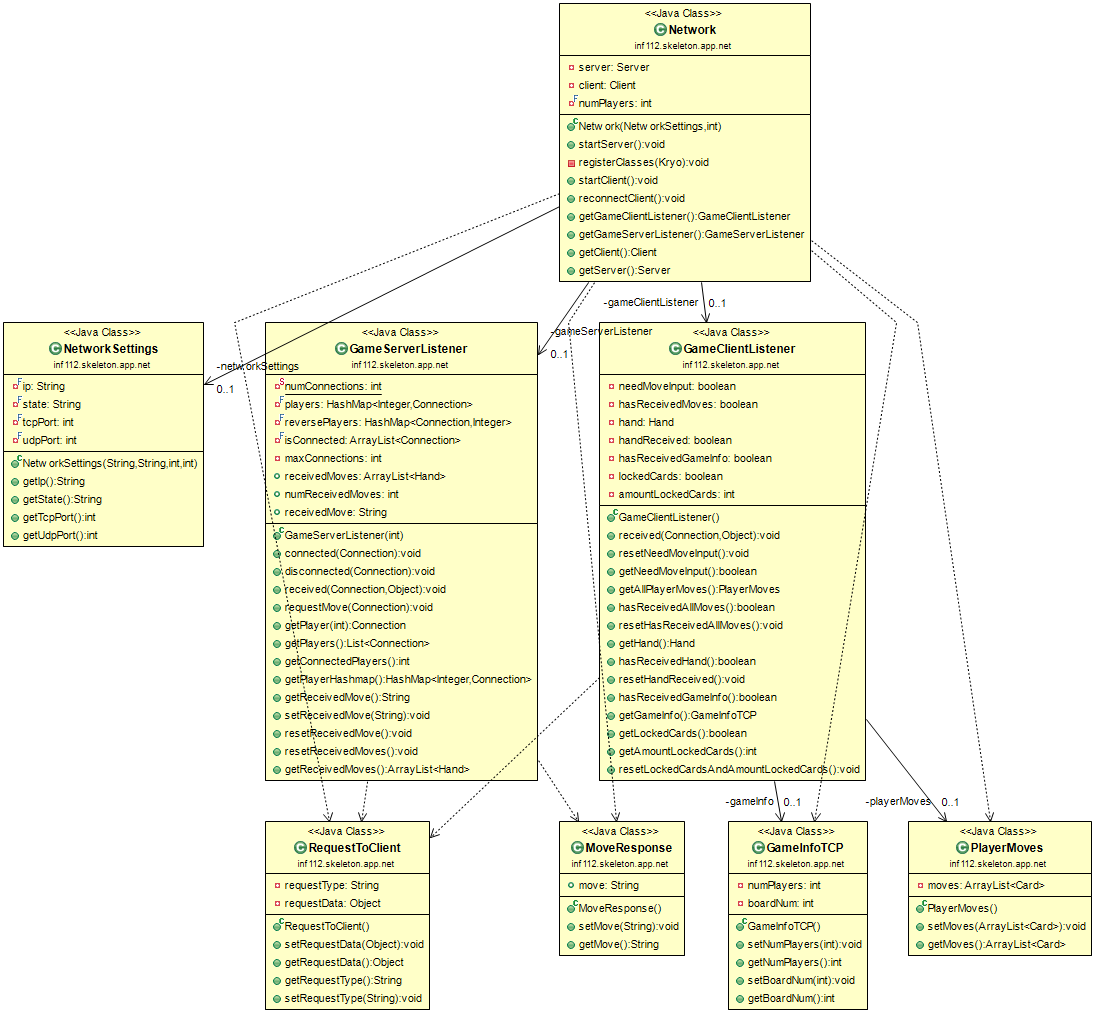 <<Java Class>>
Network
inf112.skeleton.app.net
server: Server
client: Client
numPlayers: int
Network(NetworkSettings,int)
startServer():void
registerClasses(Kryo):void
startClient():void
reconnectClient():void
getGameClientListener():GameClientListener
getGameServerListener():GameServerListener
getClient():Client
getServer():Server
-gameClientListener 0..1
-gameServerListener
0..1
-networkSettings
0..1
<<Java Class>>
NetworkSettings
inf112.skeleton.app.net
ip: String
state: String
tcpPort: int
udpPort: int
NetworkSettings(String,String,int,int)
getIp():String
getState():String
getTcpPort():int
getUdpPort():int
<<Java Class>>
GameServerListener
inf112.skeleton.app.net
numConnections: int
players: HashMap<Integer,Connection>
reversePlayers: HashMap<Connection,Integer>
isConnected: ArrayList<Connection>
maxConnections: int
receivedMoves: ArrayList<Hand>
numReceivedMoves: int
receivedMove: String
GameServerListener(int)
connected(Connection):void
disconnected(Connection):void
received(Connection,Object):void
requestMove(Connection):void
getPlayer(int):Connection
getPlayers():List<Connection>
getConnectedPlayers():int
getPlayerHashmap():HashMap<Integer,Connection>
getReceivedMove():String
setReceivedMove(String):void
resetReceivedMove():void
resetReceivedMoves():void
getReceivedMoves():ArrayList<Hand>
<<Java Class>>
GameClientListener
inf112.skeleton.app.net
needMoveInput: boolean
hasReceivedMoves: boolean
hand: Hand
handReceived: boolean
hasReceivedGameInfo: boolean
lockedCards: boolean
amountLockedCards: int
GameClientListener()
received(Connection,Object):void
resetNeedMoveInput():void
getNeedMoveInput():boolean
getAllPlayerMoves():PlayerMoves
hasReceivedAllMoves():boolean
resetHasReceivedAllMoves():void
getHand():Hand
hasReceivedHand():boolean
resetHandReceived():void
hasReceivedGameInfo():boolean
getGameInfo():GameInfoTCP
getLockedCards():boolean
getAmountLockedCards():int
resetLockedCardsAndAmountLockedCards():void
-gameInfo 0..1
-playerMoves 0..1
<<Java Class>>
RequestToClient
inf112.skeleton.app.net
requestType: String
requestData: Object
RequestToClient()
setRequestData(Object):void
getRequestData():Object
getRequestType():String
setRequestType(String):void
<<Java Class>>
MoveResponse
inf112.skeleton.app.net
move: String
MoveResponse()
setMove(String):void
getMove():String
<<Java Class>>
GameInfoTCP
inf112.skeleton.app.net
numPlayers: int
boardNum: int
GameInfoTCP()
setNumPlayers(int):void
getNumPlayers():int
setBoardNum(int):void
getBoardNum():int
<<Java Class>>
PlayerMoves
inf112.skeleton.app.net
moves: ArrayList<Card>
PlayerMoves()
setMoves(ArrayList<Card>):void
getMoves():ArrayList<Card>